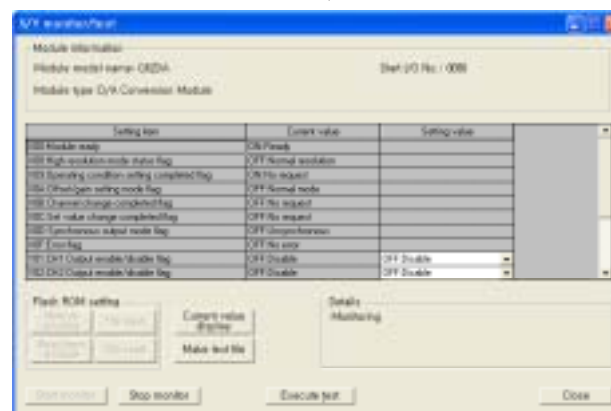 X/Y monitor/test
Module information
Module model name: Q62DA
Start I/O No.: 0000
Module type: D/A Conversion Module
Setting item Current value Setting value
X00:Module ready ON:Ready
X08:High resolution mode status flag OFF:Normal resolution
X09:Operating condition setting completed flag ON:No request
X0A:Offset/gain setting mode flag OFF:Normal mode
X0B:Channel change completed flag OFF:No request
X0C:Set value change completed flag OFF:No request
X0D:Synchronous output mode flag OFF:Unsynchronous
X0F:Error flag OFF:No error
Y01:CH1 Output enable/disable flag OFF:Disable OFF:Disable
Y02:CH2 Output enable/disable flag OFF:Disable OFF:Disable
Flash ROM setting
Details
Current value
display
Monitoring
Make text file
Start monitor
Stop monitor
Execute test
Close